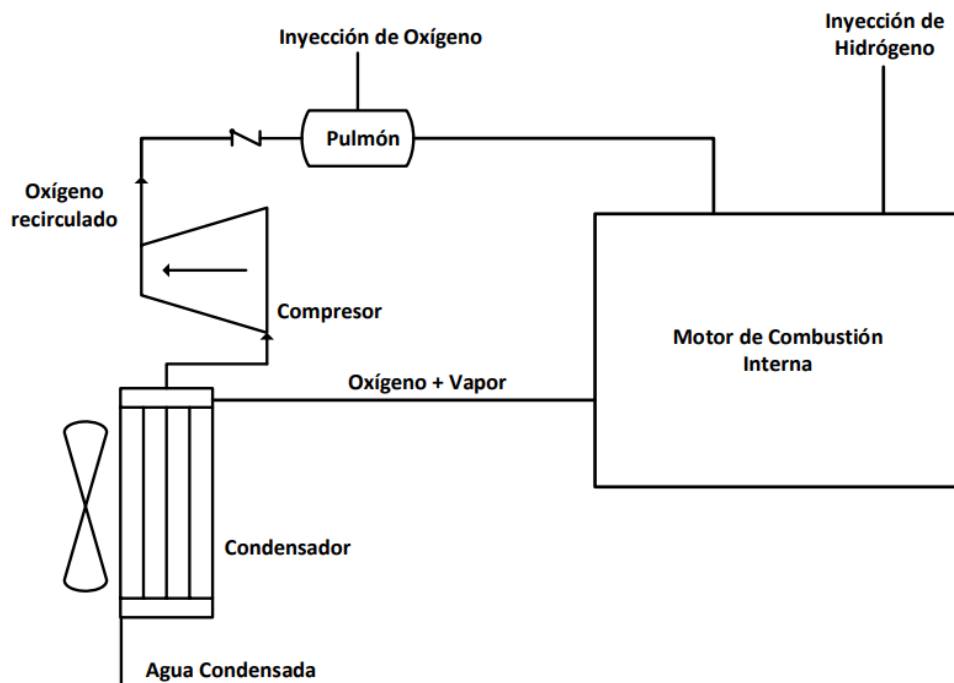 Inyección de Oxígeno
Inyección de
Hidrógeno
Pulmón
Oxígeno
recirculado
Compresor
Motor de Combustión
Interna
Oxígeno + Vapor
Condensador
Agua Condensada